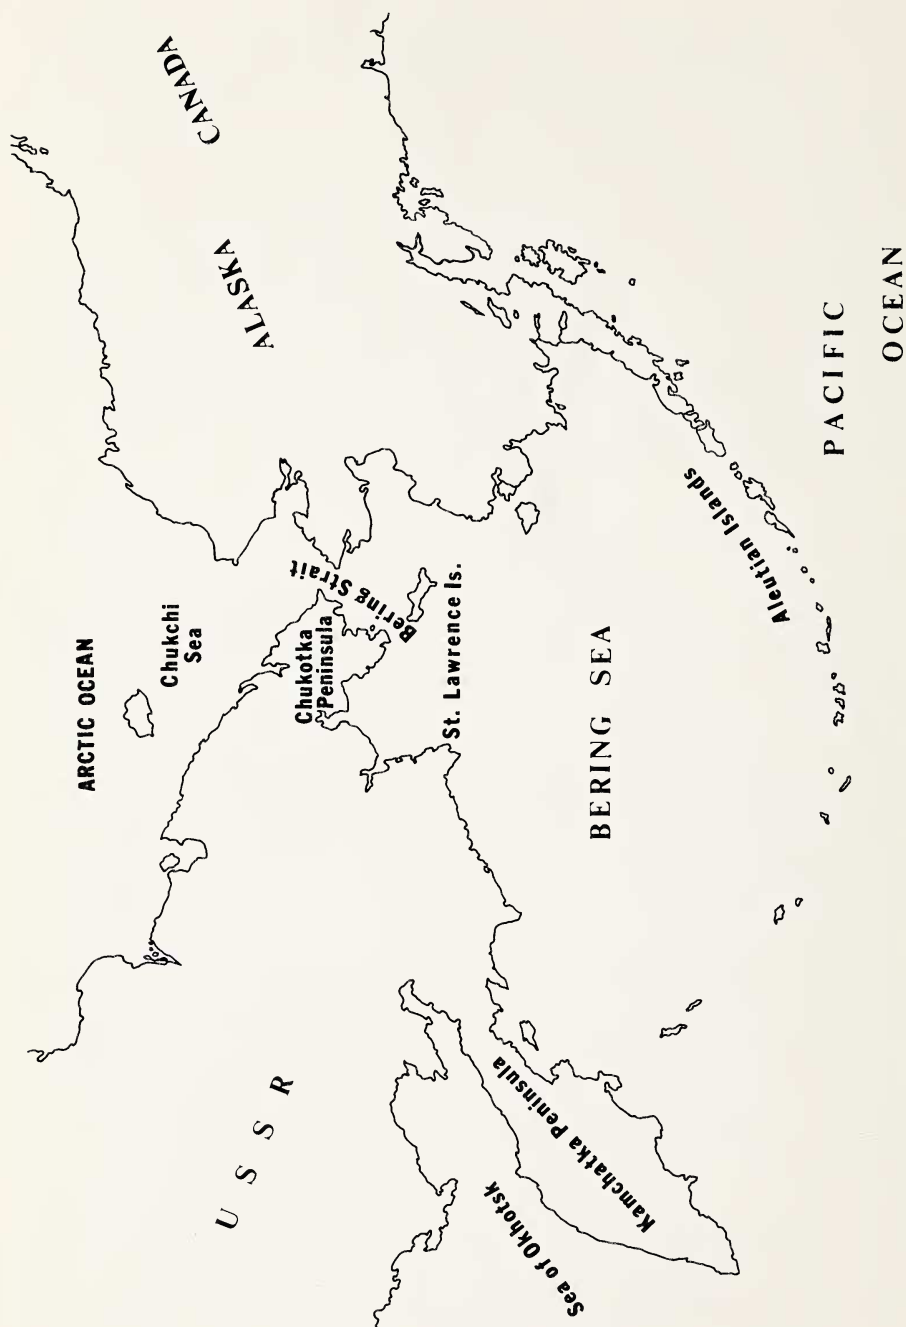 CANADA
ALASKA
ARCTIC OCEAN
Chukchi
Sea
Bering Strait
Chukotka
Peninsula
St. Lawrence Is.
USSR
BERING SEA
Aleutian Islands
PACIFIC
OCEAN
Kamchatka Peninsula
Sea of Okhotsk